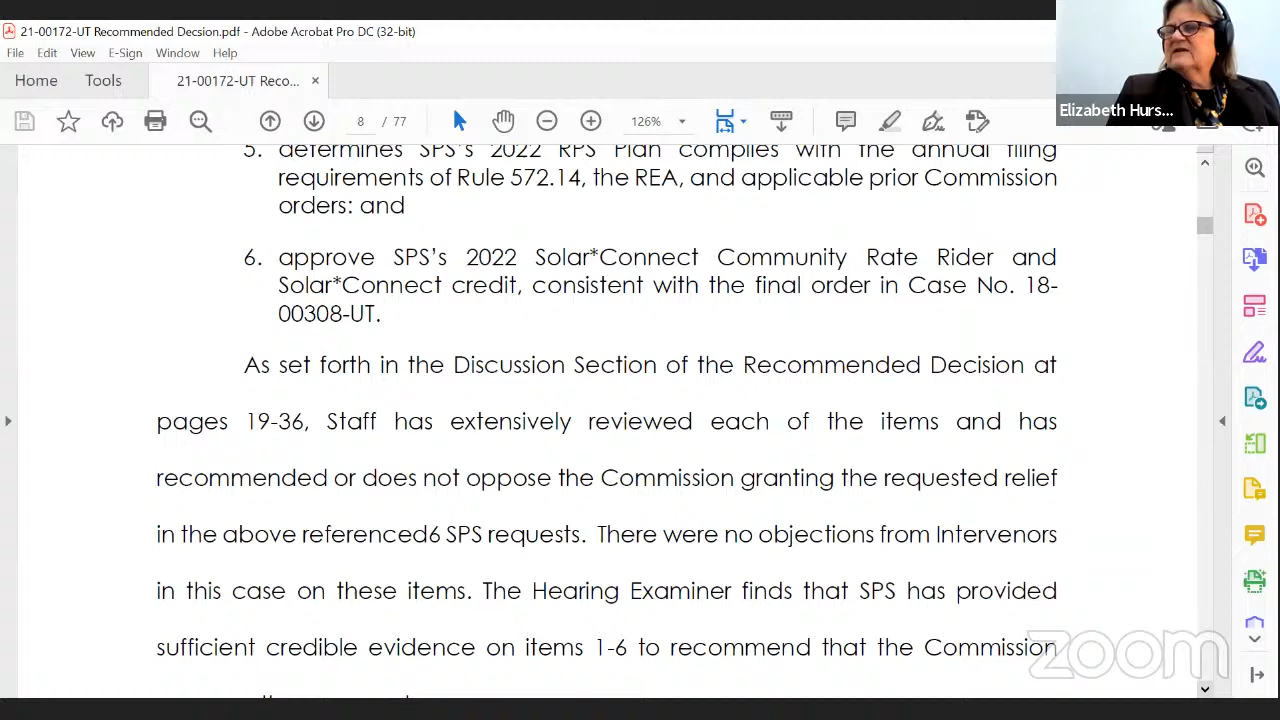 21-00172-UT Recommended Decsion.pdf - Adobe Acrobat Pro DC (32-bit)
File Edit View E-Sign Window Help
Home Tools 21-00172-UT Reco... ×
8 / 77 126%
Elizabeth Hurs...
5. determines SPS's 2022 RPS Plan complies with the annual filing
requirements of Rule 572.14, the REA, and applicable prior Commission
orders: and
6. approve SPS's 2022 Solar*Connect Community Rate Rider and
Solar*Connect credit, consistent with the final order in Case No. 18-
00308-UT.
As set forth in the Discussion Section of the Recommended Decision at
pages 19-36, Staff has extensively reviewed each of the items and has
recommended or does not oppose the Commission granting the requested relief
in the above referenced6 SPS requests. There were no objections from Intervenors
in this case on these items. The Hearing Examiner finds that SPS has provided
sufficient credible evidence on items 1-6 to recommend that the Commission
zoom